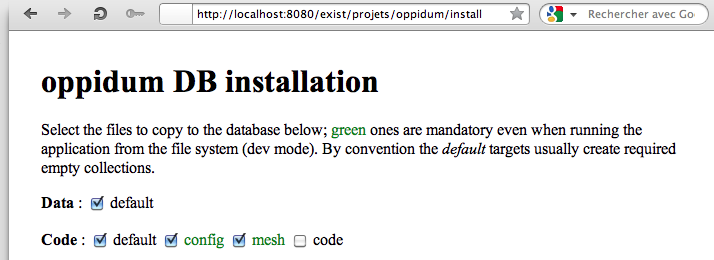 http://localhost:8080/exist/projets/oppidum/install
Rechercher avec Go
oppidum DB installation
Select the files to copy to the database below; green ones are mandatory even when running the
application from the file system (dev mode). By convention the default targets usually create required
empty collections.
Data : default
Code : default config mesh code